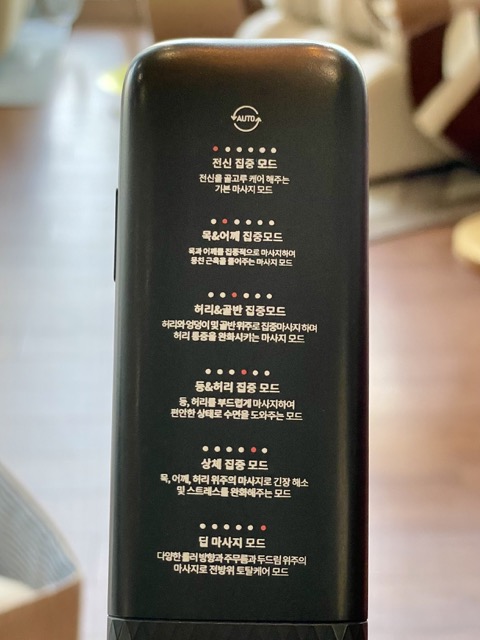 AUTO
전신 집중 모드
전신을 골고루 케어 해주는
기본 마사지 모드
목&어깨 집중모드
목과 어깨를 집중적으로 마사지하여
뭉친 근육을 풀어주는 마사지 모드
허리&골반 집중모드
허리와 엉덩이 및 골반 위주로 집중마사지 하여
허리 통증을 완화시키는 마사지 모드
등&허리 집중 모드
등, 허리를 부드럽게 마사지하여
편안한 상태로 수면을 도와주는 모드
상체 집중 모드
목, 어깨, 허리 위주의 마사지로 긴장 해소
및 스트레스를 완화해주는 모드
딥 마사지 모드
다양한 롤러 방향과 주무름과 두드림 위주의
마사지로 전방위 토탈케어 모드